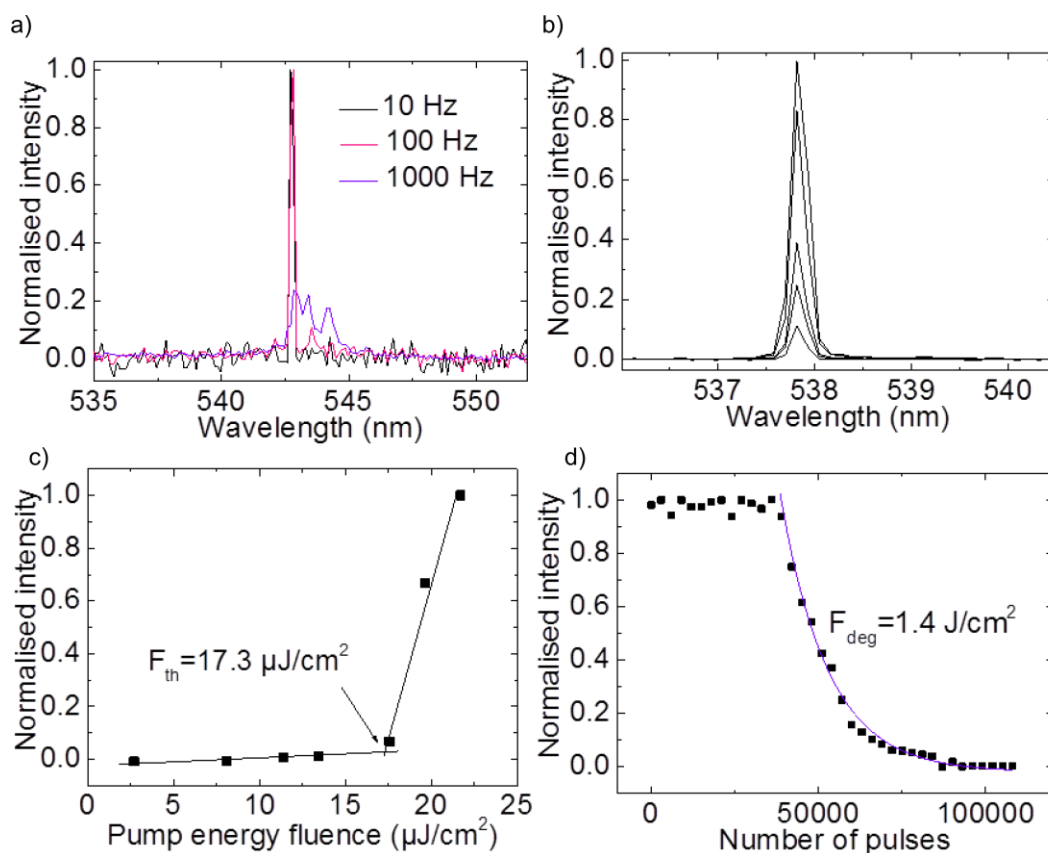 a)
Normalised intensity
1.0
0.8
0.6
0.4
0.2
0.0
10 Hz
100 Hz
1000 Hz
535 540 545 550
Wavelength (nm)
b)
Normalised intensity
1.0
0.8
0.6
0.4
0.2
0.0
537 538 539 540
Wavelength (nm)
c)
Normalised intensity
1.0
0.8
0.6
0.4
0.2
0.0
Fth=17.3 µJ/cm²
0 5 10 15 20 25
Pump energy fluence (µJ/cm²)
d)
Normalised intensity
1.0
0.8
0.6
0.4
0.2
0.0
Fdeg=1.4 J/cm²
0 50000 100000
Number of pulses